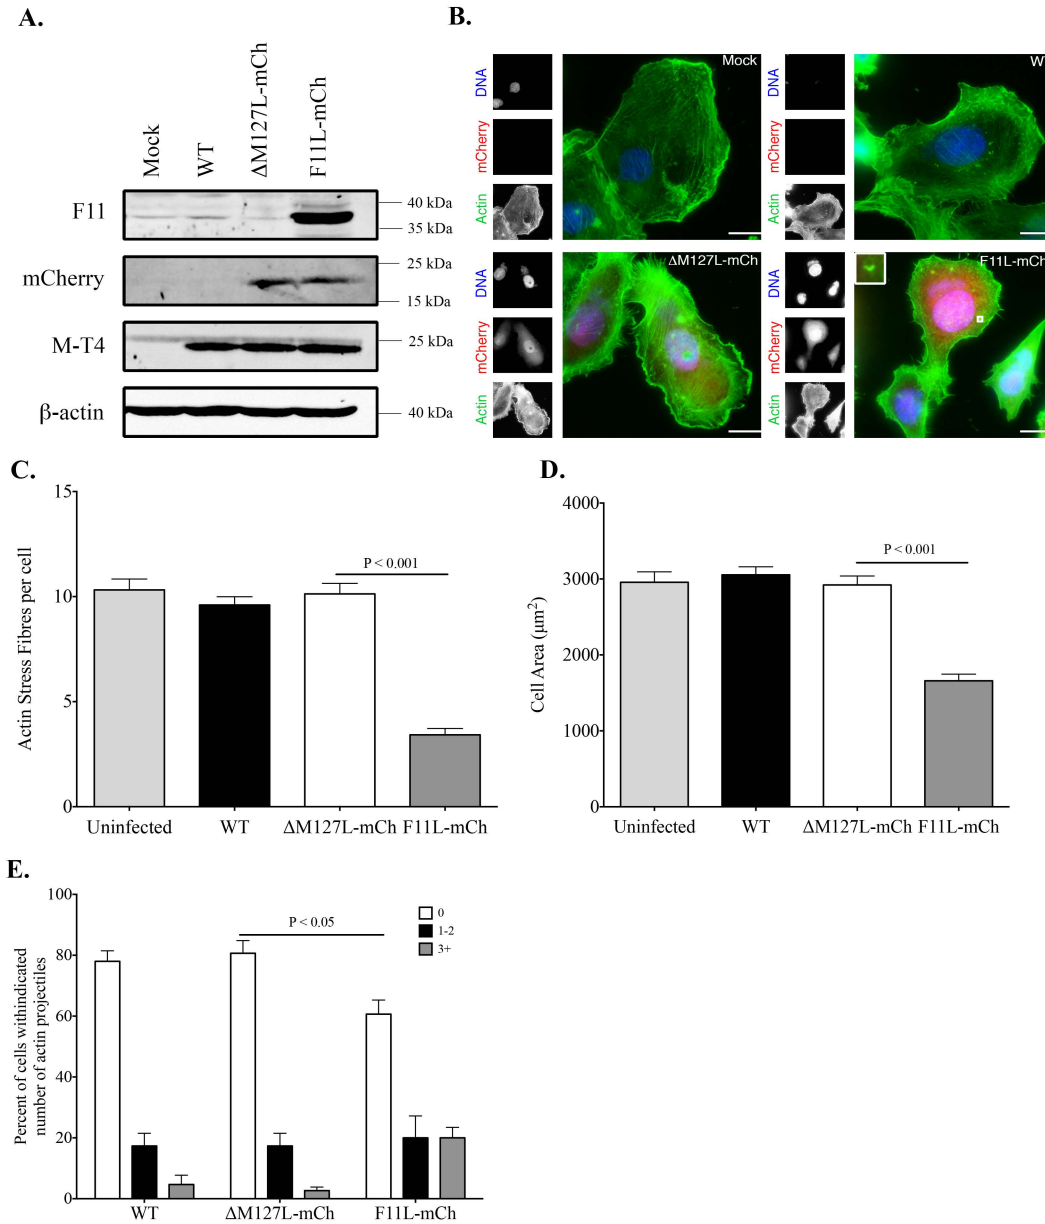 A.
Mock
WT
ΔM127L-mCh
F11L-mCh
F11
40 kDa
35 kDa
mCherry
25 kDa
15 kDa
M-T4
25 kDa
β-actin
40 kDa
B.
DNA
mCherry
Actin
Mock
DNA
mCherry
Actin
W
DNA
mCherry
Actin
ΔM127L-mCh
DNA
mCherry
Actin
F11L-mCh
C.
Actin Stress Fibres per cell
15
10
5
0
P < 0.001
Uninfected
WT
ΔM127L-mCh
F11L-mCh
D.
Cell Area (μm²)
4000
3000
2000
1000
0
P < 0.001
Uninfected
WT
ΔM127L-mCh
F11L-mCh
E.
Percent of cells withindicated
number of actin projectiles
100
80
60
40
20
0
P < 0.05
0
1-2
3+
WT
ΔM127L-mCh
F11L-mCh